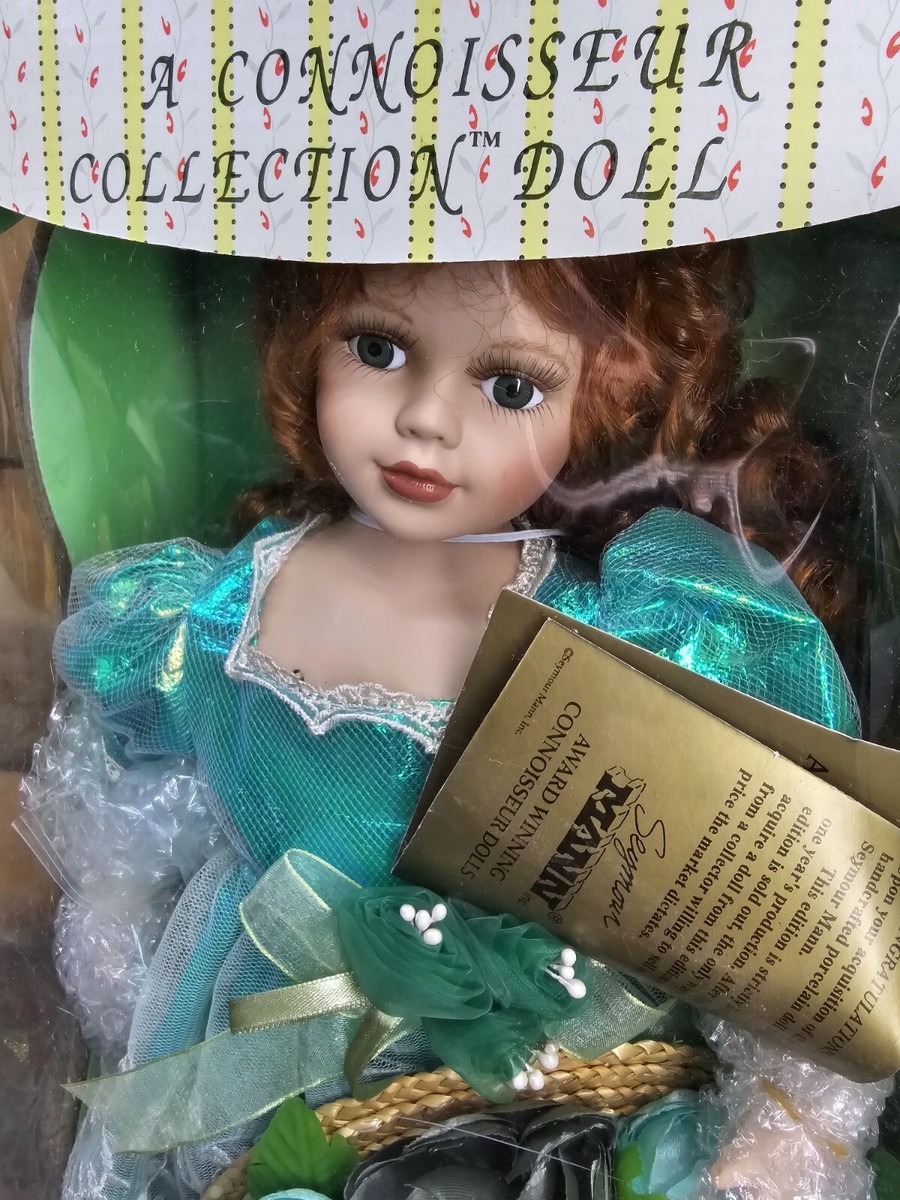 A CONNOISSEUR
COLLECTION™ DOLL
©Seymour Mann, Inc.
AWARD WINNING
CONNOISSEUR DOLLS
Seymour
MANN®
upon your acquisition of
handcrafted porcelain doll
Seymour Mann.
This edition is strictly
one year's production. After
edition is sold out, the only
acquire a doll from this
from a collector willing to sell
price the market dictates.
A